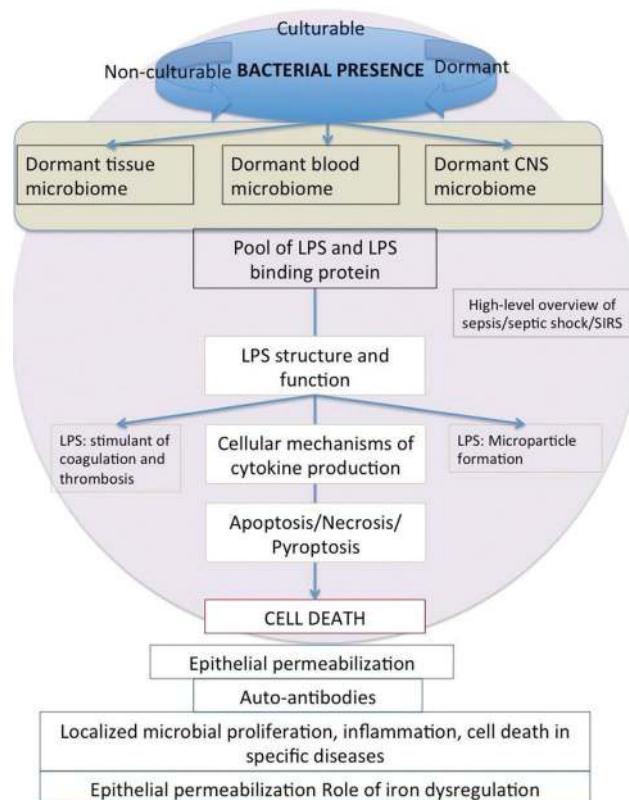 Culturable
Non-culturable
BACTERIAL PRESENCE
Dormant
Dormant tissue
microbiome
Dormant blood
microbiome
Dormant CNS
microbiome
Pool of LPS and LPS
binding protein
High-level overview of
sepsis/septic shock/SIRS
LPS structure and
function
LPS: stimulant of
coagulation and
thrombosis
Cellular mechanisms of
cytokine production
LPS: Microparticle
formation
Apoptosis/Necrosis/
Pyroptosis
CELL DEATH
Epithelial permeabilization
Auto-antibodies
Localized microbial proliferation, inflammation, cell death in
specific diseases
Epithelial permeabilization Role of iron dysregulation